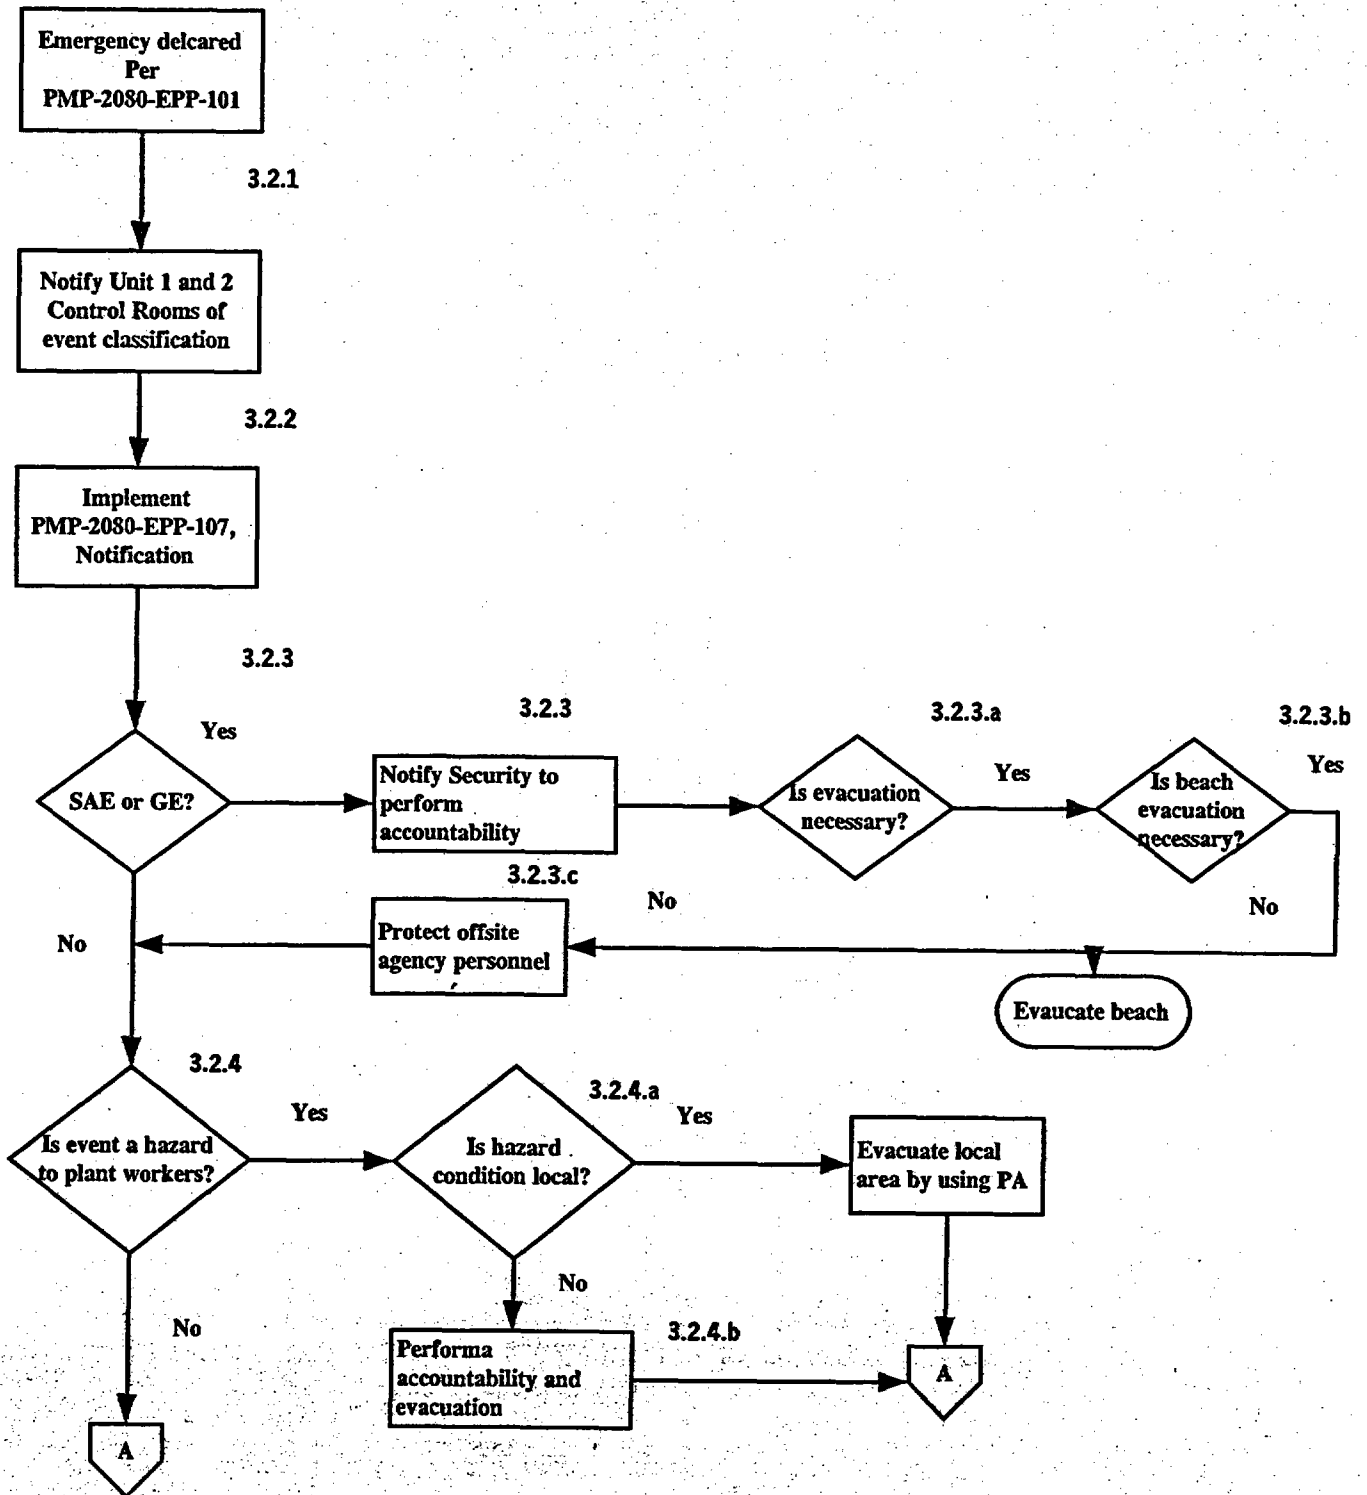 Emergency delcared
Per
PMP-2080-EPP-101
3.2.1
Notify Unit 1 and 2
Control Rooms of
event classification
3.2.2
Implement
PMP-2080-EPP-107,
Notification
3.2.3
Yes
SAE or GE?
3.2.3
Notify Security to
perform
accountability
3.2.3.a
Is evacuation
necessary?
Yes
3.2.3.b
Is beach
evacuation
necessary?
Yes
No
No
3.2.3.c
Protect offsite
agency personnel
No
Evaucate beach
3.2.4
Is event a hazard
to plant workers?
Yes
3.2.4.a
Is hazard
condition local?
Yes
Evacuate local
area by using PA
No
No
3.2.4.b
Performa
accountability and
evacuation
A
A